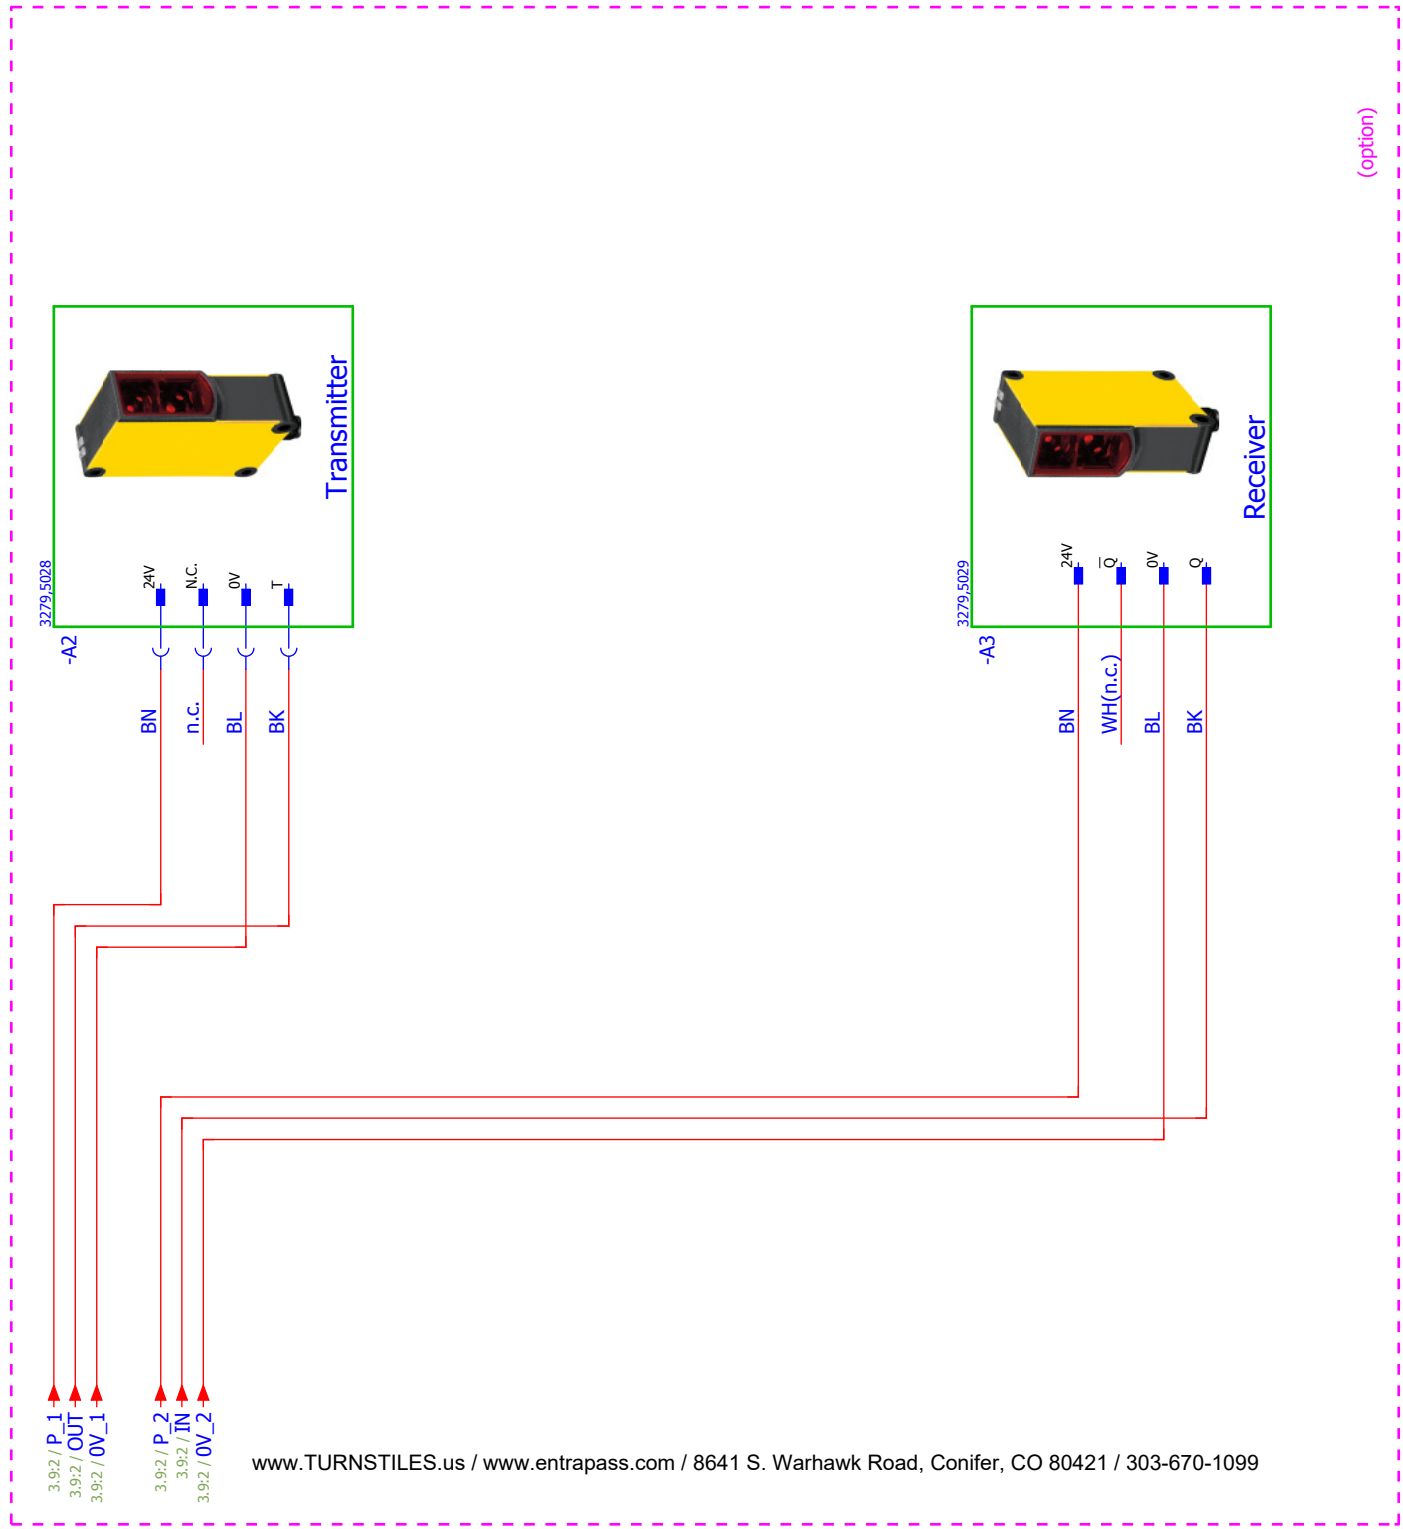 (option)
Transmitter
24V
N.C.
0V
T
3279,5028
-A2
BN
n.c.
BL
BK
Receiver
24V
Q̅
0V
Q
3279,5029
-A3
BN
WH(n.c.)
BL
BK
3.9:2 / P_1
3.9:2 / OUT
3.9:2 / 0V_1
3.9:2 / P_2
3.9:2 / IN
3.9:2 / 0V_2
www.TURNSTILES.us / www.entrapass.com / 8641 S. Warhawk Road, Conifer, CO 80421 / 303-670-1099